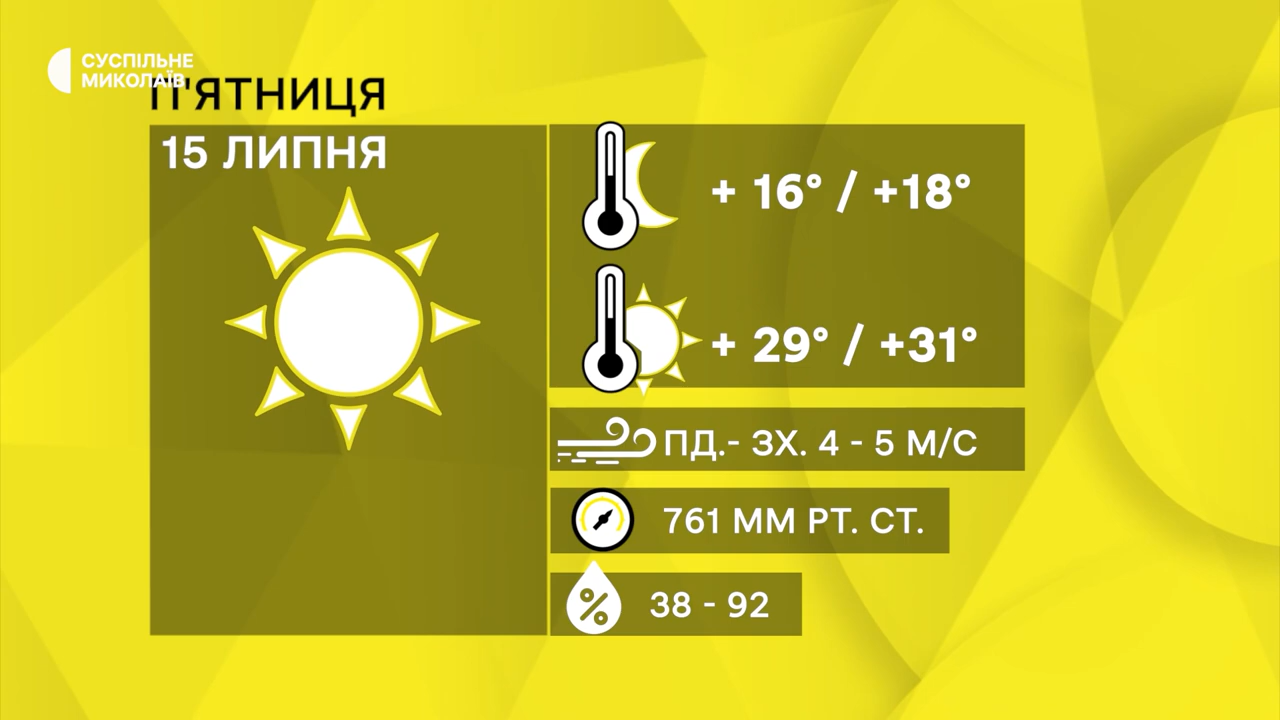 СУСПІЛЬНЕ
МИКОЛАЇВ
П'ЯТНИЦЯ
15 ЛИПНЯ
+ 16° / +18°
+ 29° / +31°
ПД.- ЗХ. 4 - 5 М/С
761 ММ РТ. СТ.
%
38 - 92